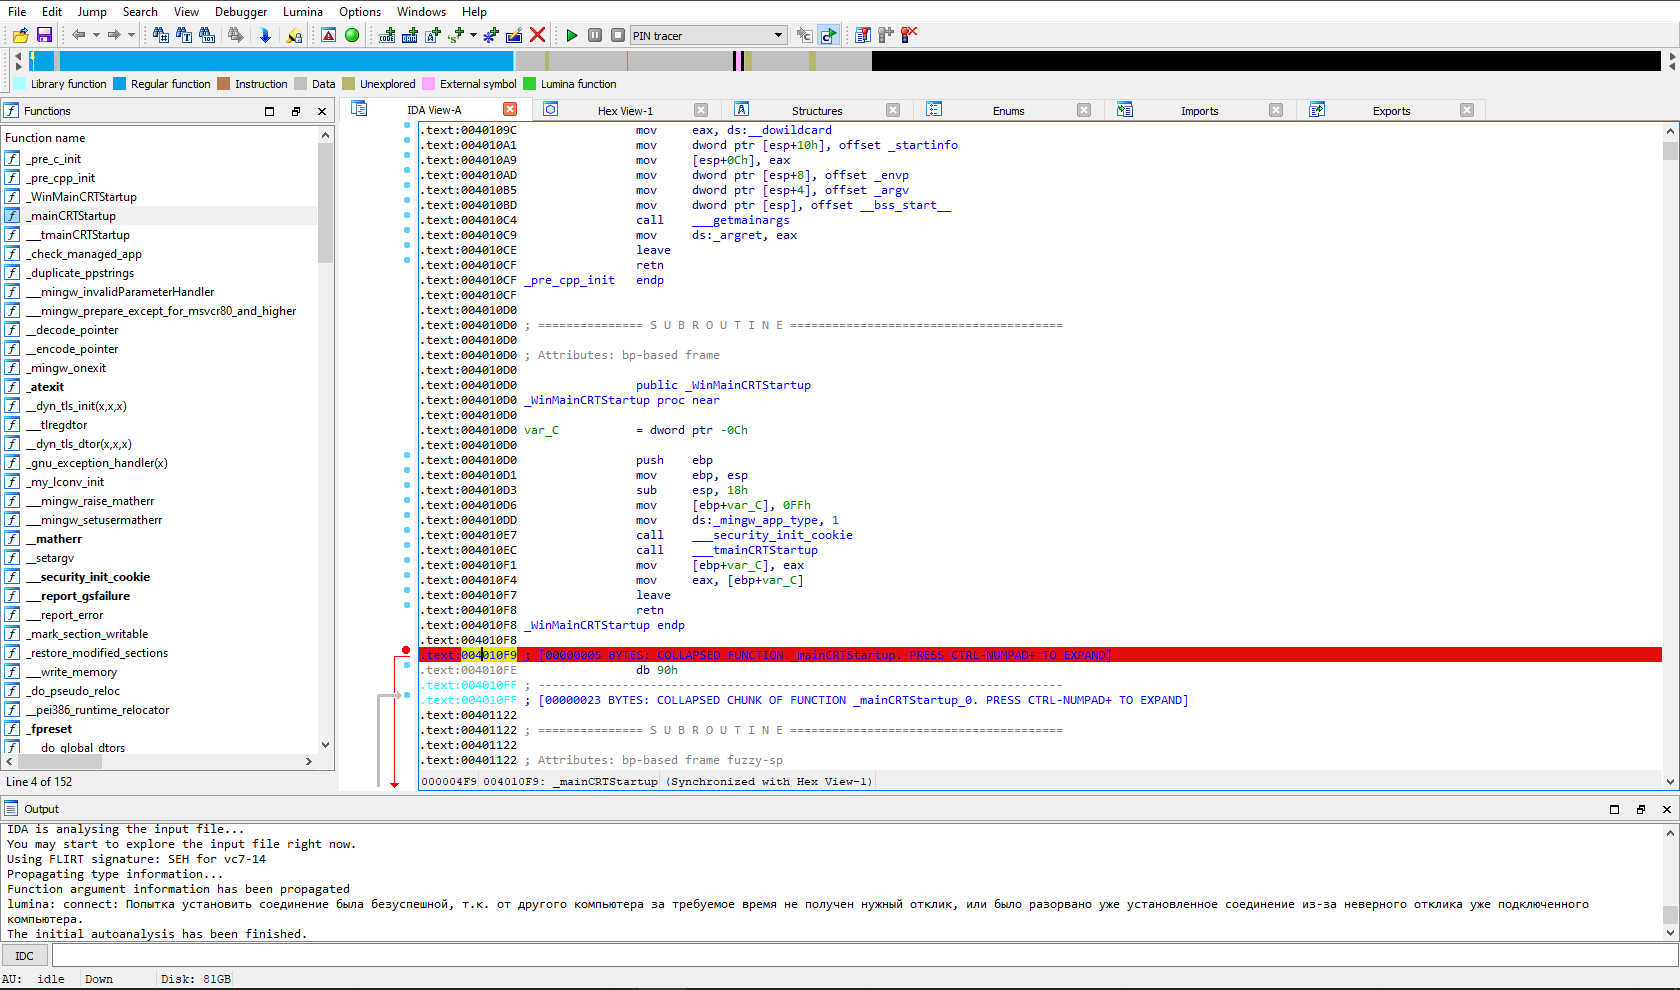 File Edit Jump Search View Debugger Lumina Options Windows Help
PIN tracer
Library function Regular function Instruction Data Unexplored External symbol Lumina function
Functions
Function name
_pre_c_init
_pre_cpp_init
_WinMainCRTStartup
_mainCRTStartup
___tmainCRTStartup
_check_managed_app
_duplicate_ppstrings
___mingw_invalidParameterHandler
___mingw_prepare_except_for_msvcr80_and_higher
__decode_pointer
__encode_pointer
_mingw_onexit
_atexit
__dyn_tls_init(x,x,x)
___tlregdtor
__dyn_tls_dtor(x,x,x)
_gnu_exception_handler(x)
_my_lconv_init
___mingw_raise_matherr
___mingw_setusermatherr
__matherr
__setargv
___security_init_cookie
___report_gsfailure
___report_error
_mark_section_writable
_restore_modified_sections
___write_memory
_do_pseudo_reloc
__pei386_runtime_relocator
_fpreset
___do_global_dtors
Line 4 of 152
IDA View-A Hex View-1 Structures Enums Imports Exports
.text:0040109C mov eax, ds:__dowildcard
.text:004010A1 mov dword ptr [esp+10h], offset _startinfo
.text:004010A9 mov [esp+0Ch], eax
.text:004010AD mov dword ptr [esp+8], offset _envp
.text:004010B5 mov dword ptr [esp+4], offset _argv
.text:004010BD mov dword ptr [esp], offset __bss_start__
.text:004010C4 call ___getmainargs
.text:004010C9 mov ds:_argret, eax
.text:004010CE leave
.text:004010CF retn
.text:004010CF _pre_cpp_init endp
.text:004010CF
.text:004010D0
.text:004010D0 ; =============== S U B R O U T I N E =======================================
.text:004010D0
.text:004010D0 ; Attributes: bp-based frame
.text:004010D0
.text:004010D0 public _WinMainCRTStartup
.text:004010D0 _WinMainCRTStartup proc near
.text:004010D0
.text:004010D0 var_C = dword ptr -0Ch
.text:004010D0
.text:004010D0 push ebp
.text:004010D1 mov ebp, esp
.text:004010D3 sub esp, 18h
.text:004010D6 mov [ebp+var_C], 0FFh
.text:004010DD mov ds:_mingw_app_type, 1
.text:004010E7 call ___security_init_cookie
.text:004010EC call ___tmainCRTStartup
.text:004010F1 mov [ebp+var_C], eax
.text:004010F4 mov eax, [ebp+var_C]
.text:004010F7 leave
.text:004010F8 retn
.text:004010F8 _WinMainCRTStartup endp
.text:004010F8
.text:004010F9 ; [00000005 BYTES: COLLAPSED FUNCTION _mainCRTStartup. PRESS CTRL-NUMPAD+ TO EXPAND]
.text:004010FE db 90h
.text:004010FF ; ---------------------------------------------------------------------------
.text:004010FF ; [00000023 BYTES: COLLAPSED CHUNK OF FUNCTION _mainCRTStartup_0. PRESS CTRL-NUMPAD+ TO EXPAND]
.text:00401122
.text:00401122 ; =============== S U B R O U T I N E =======================================
.text:00401122
.text:00401122 ; Attributes: bp-based frame fuzzy-sp
000004F9 004010F9: _mainCRTStartup (Synchronized with Hex View-1)
Output
IDA is analysing the input file...
You may start to explore the input file right now.
Using FLIRT signature: SEH for vc7-14
Propagating type information...
Function argument information has been propagated
lumina: connect: Попытка установить соединение была безуспешной, т.к. от другого компьютера за требуемое время не получен нужный отклик, или было разорвано уже установленное соединение из-за неверного отклика уже подключенного
компьютера.
The initial autoanalysis has been finished.
IDC
AU: idle Down Disk: 81GB